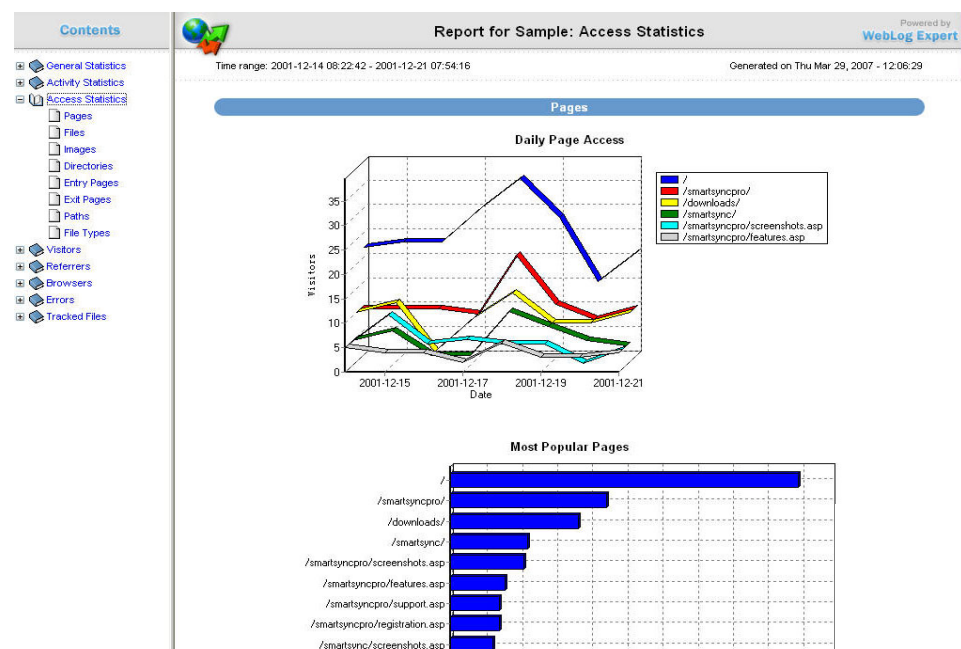 Contents
General Statistics
Activity Statistics
Access Statistics
Pages
Files
Images
Directories
Entry Pages
Exit Pages
Paths
File Types
Visitors
Referrers
Browsers
Errors
Tracked Files
Report for Sample: Access Statistics
Powered by
WebLog Expert
Time range: 2001-12-14 08:22:42 - 2001-12-21 07:54:16
Generated on Thu Mar 29, 2007 - 12:06:29
Pages
Daily Page Access
Visitors
35
30
25
20
15
10
5
0
2001-12-15
2001-12-17
2001-12-19
2001-12-21
Date
/
/smartsyncpro/
/downloads/
/smartsync/
/smartsyncpro/screenshots.asp
/smartsyncpro/features.asp
Most Popular Pages
/
/smartsyncpro/
/downloads/
/smartsync/
/smartsyncpro/screenshots.asp
/smartsyncpro/features.asp
/smartsyncpro/support.asp
/smartsyncpro/registration.asp
/smartsync/screenshots.asp